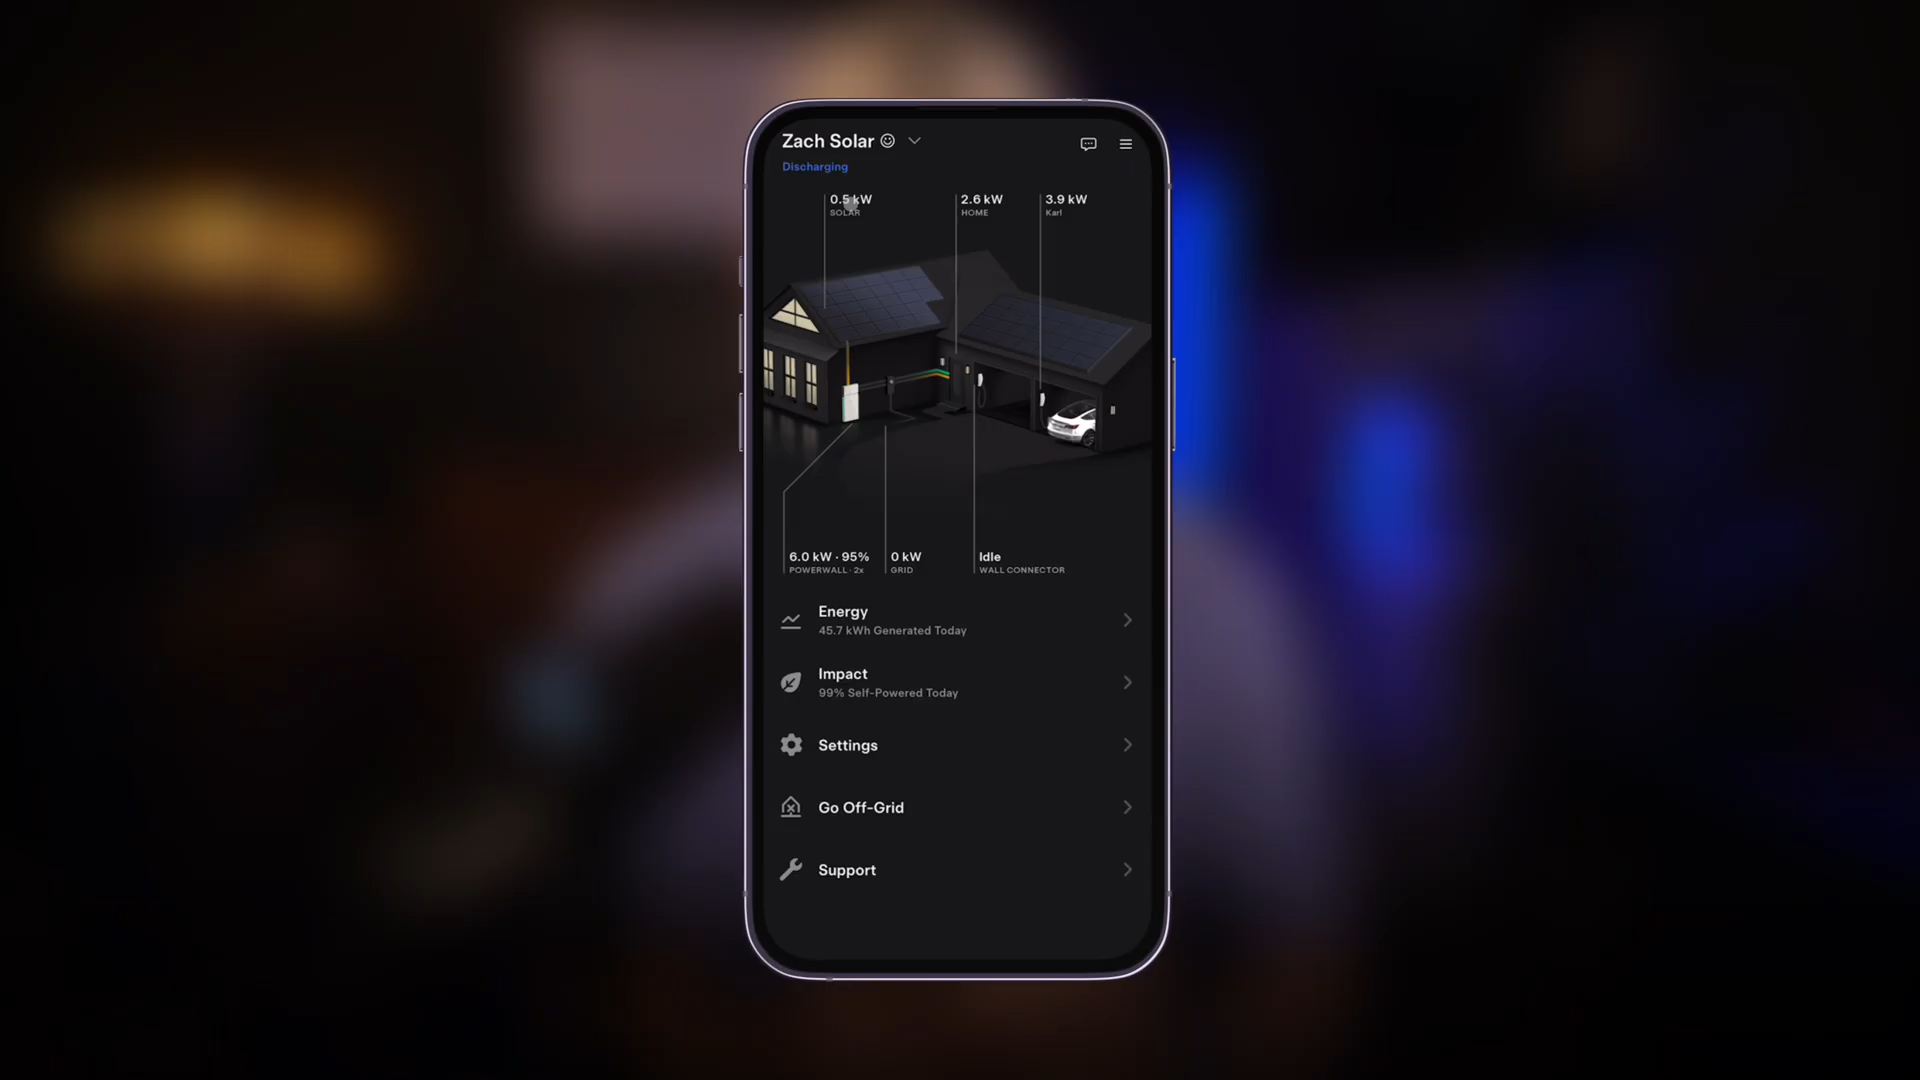 Zach Solar
Discharging
0.5 kW
SOLAR
2.6 kW
HOME
3.9 kW
Karl
6.0 kW · 95%
POWERWALL · 2x
0 kW
GRID
Idle
WALL CONNECTOR
Energy
45.7 kWh Generated Today
Impact
99% Self-Powered Today
Settings
Go Off-Grid
Support